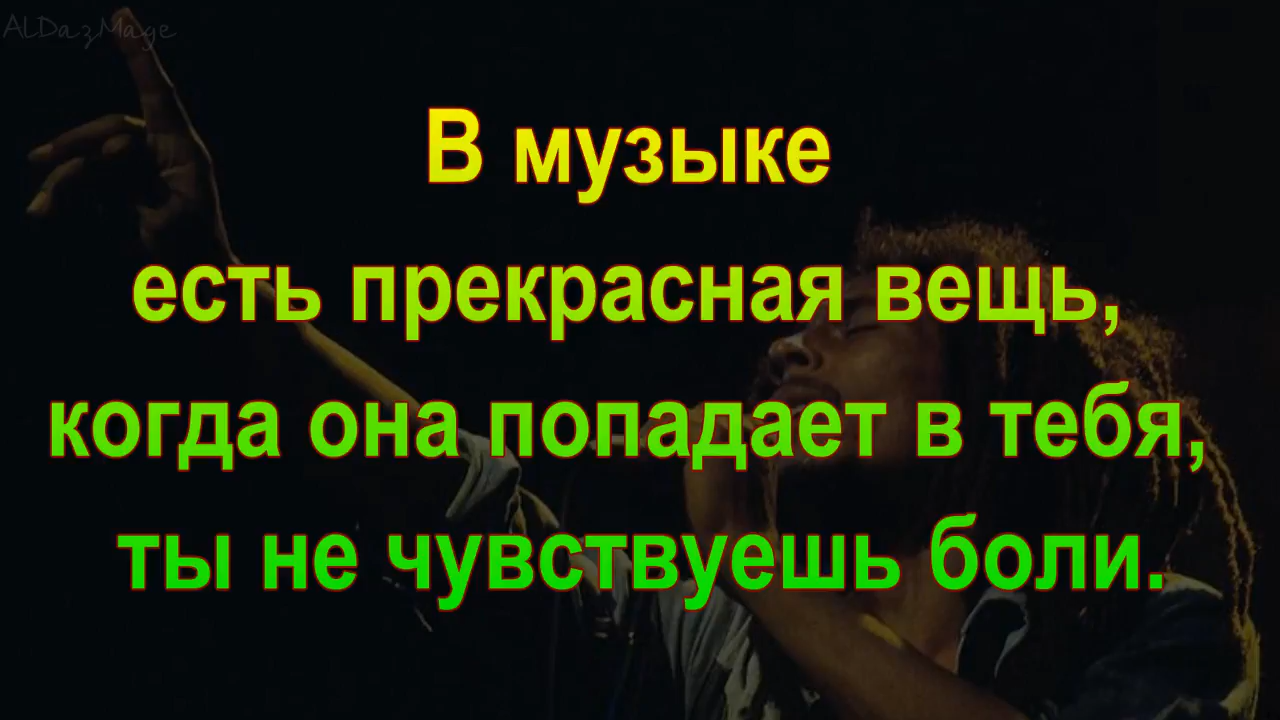 ALDazMage
В музыке
есть прекрасная вещь,
когда она попадает в тебя,
ты не чувствуешь боли.